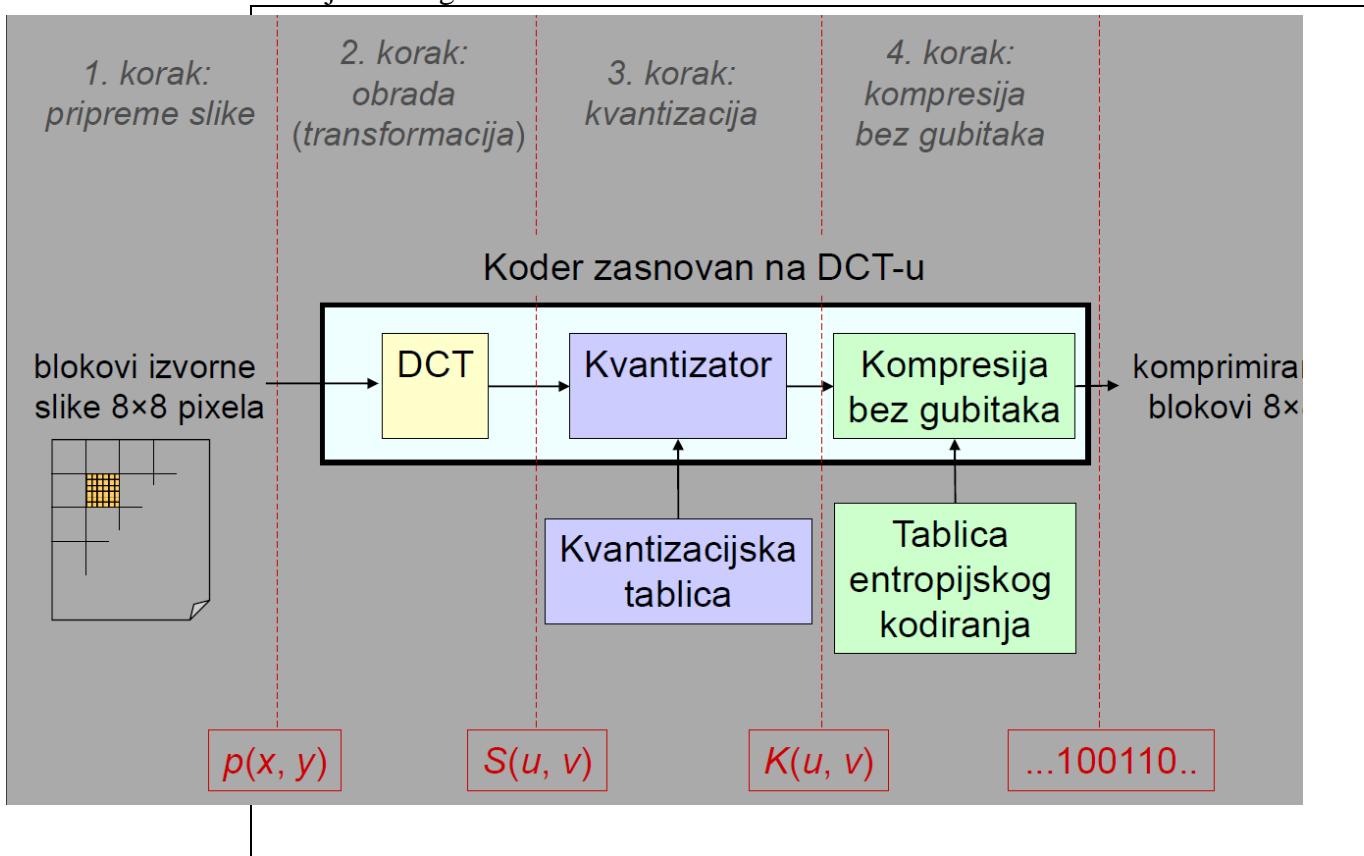 1. korak:
pripreme slike
2. korak:
obrada
(transformacija)
3. korak:
kvantizacija
4. korak:
kompresija
bez gubitaka
Koder zasnovan na DCT-u
blokovi izvorne
slike 8×8 pixela
DCT
Kvantizator
Kompresija
bez gubitaka
blokovi
Kvantizacijska
tablica
Tablica
entropijskog
kodiranja
p(x, y)
S(u, v)
K(u, v)
...100110..